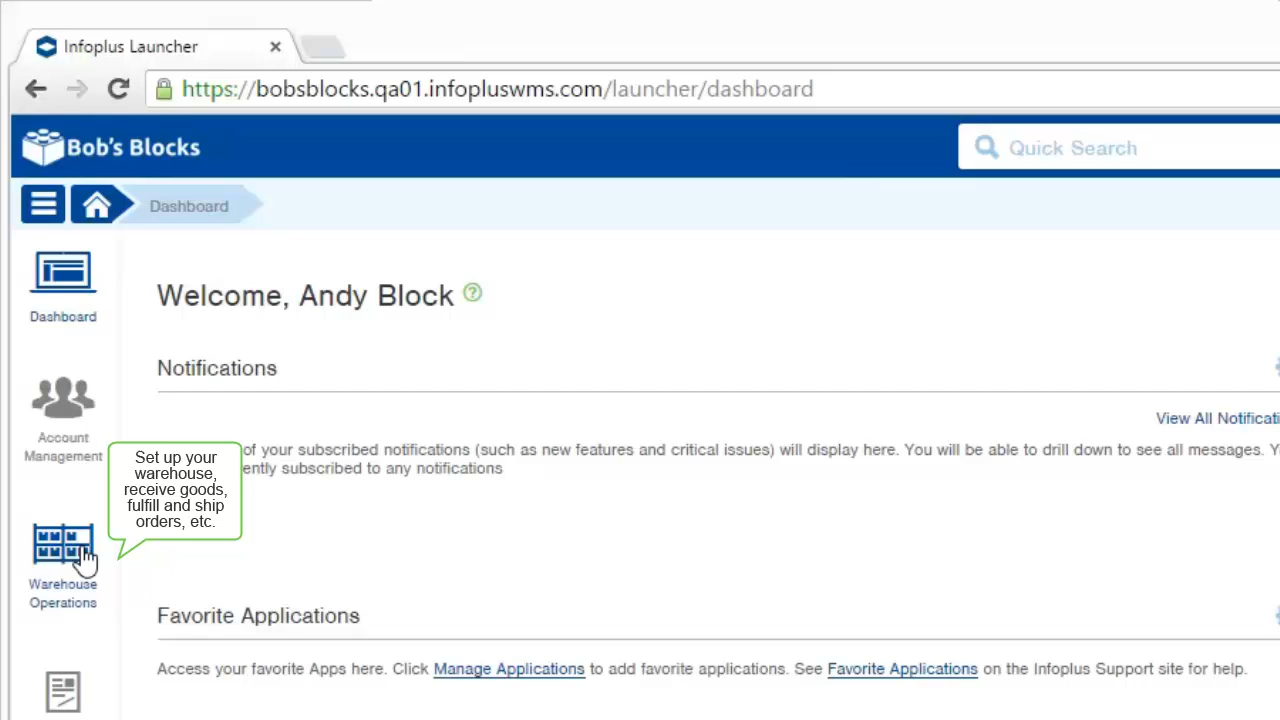 Infoplus Launcher
https://bobsblocks.qa01.infopluswms.com/launcher/dashboard
Bob's Blocks
Quick Search
Dashboard
Dashboard
Welcome, Andy Block
Notifications
View All Notificati
Account
Management
Set up your
warehouse,
receive goods,
fulfill and ship
orders, etc.
of your subscribed notifications (such as new features and critical issues) will display here. You will be able to drill down to see all messages.
ently subscribed to any notifications
Warehouse
Operations
Favorite Applications
Access your favorite Apps here. Click Manage Applications to add favorite applications. See Favorite Applications on the Infoplus Support site for help.